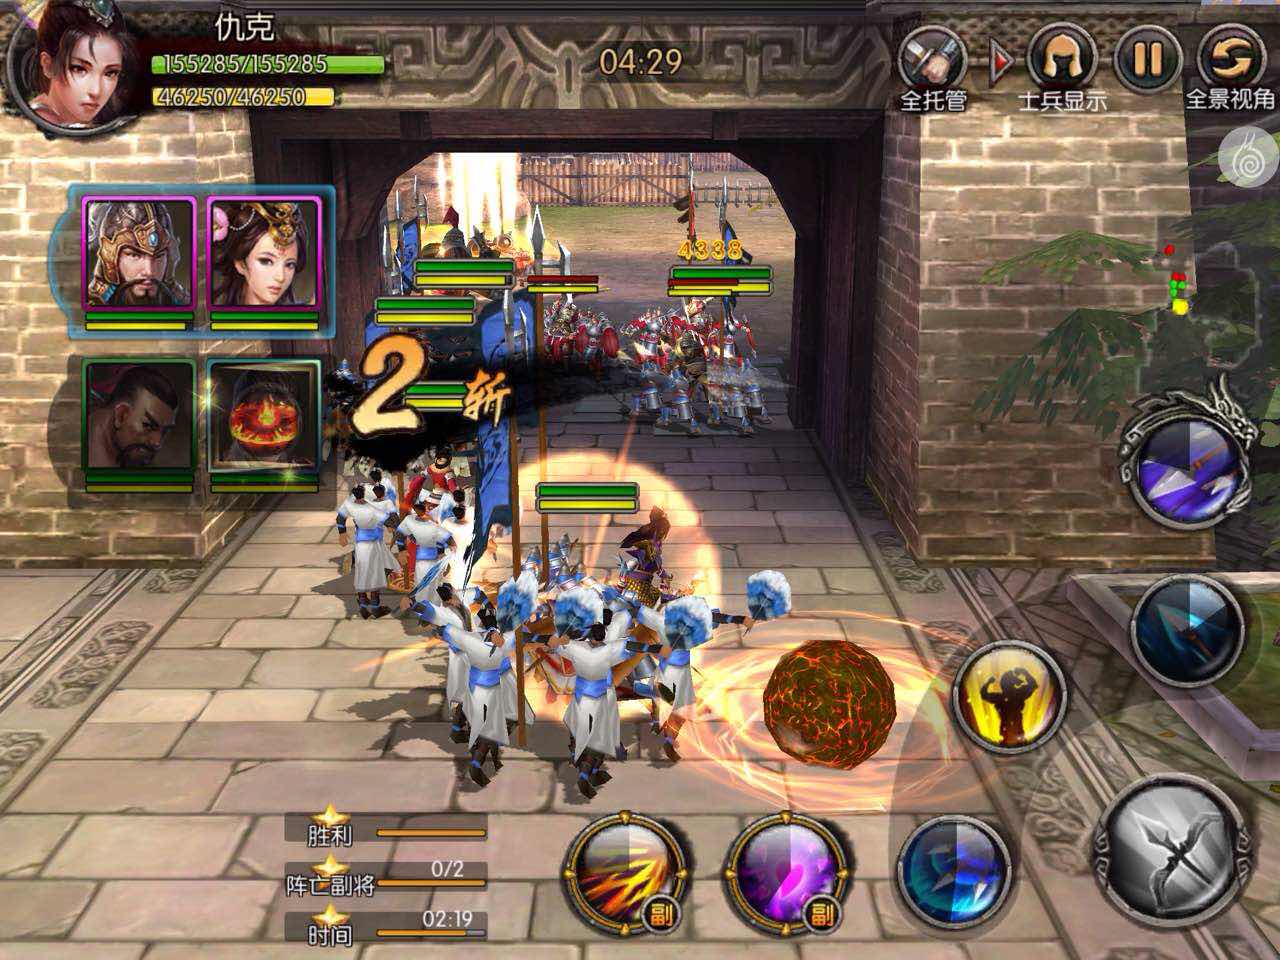 仇克
155285/155285
46250/46250
04:29
全托管
士兵显示
全景视角
4338
2斩
胜利
0/2
阵亡副将
02:19
时间
副
副